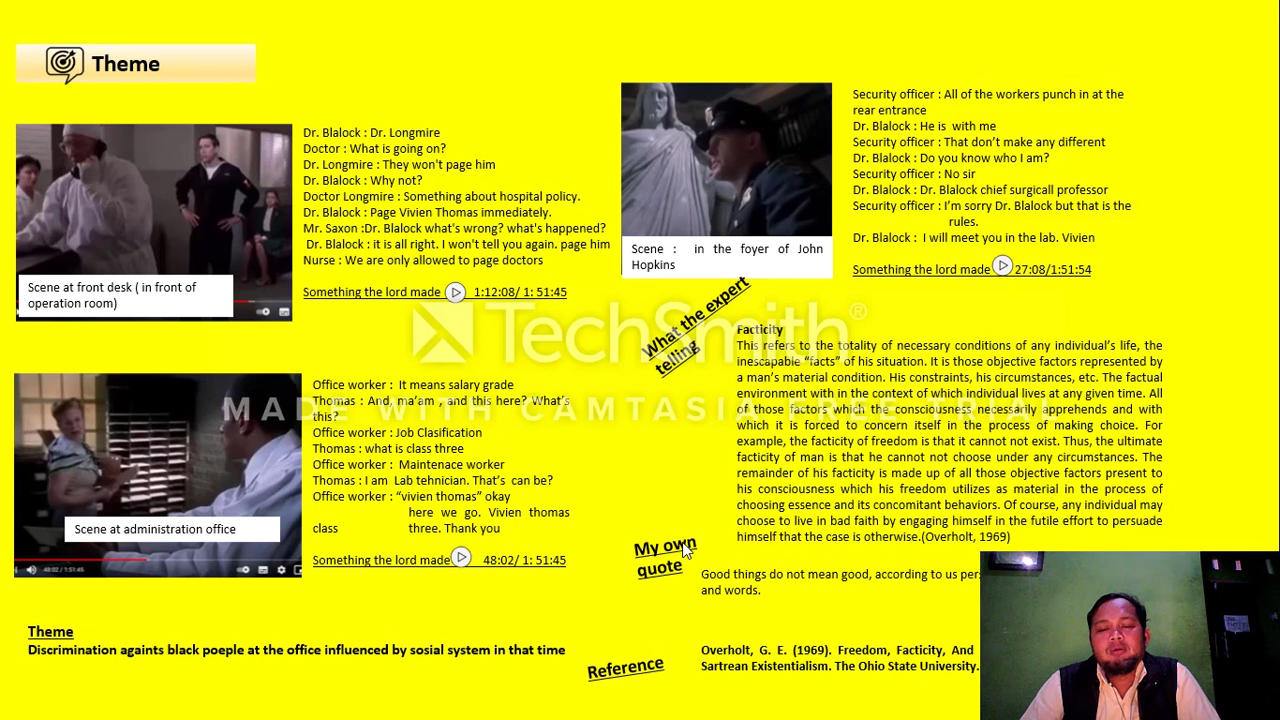 Theme
Dr. Blalock : Dr. Longmire
Doctor : What is going on?
Dr. Longmire : They won't page him
Dr. Blalock : Why not?
Doctor Longmire : Something about hospital policy.
Dr. Blalock : Page Vivien Thomas immediately.
Mr. Saxon :Dr. Blalock what's wrong? what's happened?
Dr. Blalock : it is all right. I won't tell you again. page him
Nurse : We are only allowed to page doctors
Something the lord made 1:12:08/ 1: 51:45
Scene at front desk ( in front of
operation room)
Security officer : All of the workers punch in at the
rear entrance
Dr. Blalock : He is with me
Security officer : That don't make any different
Dr. Blalock : Do you know who I am?
Security officer : No sir
Dr. Blalock : Dr. Blalock chief surgicall professor
Security officer : I'm sorry Dr. Blalock but that is the
rules.
Dr. Blalock : I will meet you in the lab. Vivien
Something the lord made 27:08/1:51:54
Scene : in the foyer of John
Hopkins
What the expert
telling
Facticity
This refers to the totality of necessary conditions of any individual's life, the
inescapable "facts" of his situation. It is those objective factors represented by
a man's material condition. His constraints, his circumstances, etc. The factual
environment with in the context of which individual lives at any given time. All
of those factors which the consciousness necessarily apprehends and with
which it is forced to concern itself in the process of making choice. For
example, the facticity of freedom is that it cannot not exist. Thus, the ultimate
facticity of man is that he cannot not choose under any circumstances. The
remainder of his facticity is made up of all those objective factors present to
his consciousness which his freedom utilizes as material in the process of
choosing essence and its concomitant behaviors. Of course, any individual may
choose to live in bad faith by engaging himself in the futile effort to persuade
himself that the case is otherwise.(Overholt, 1969)
TechSmith®
MADE WITH CAMTASIA FREE TRIAL
Office worker : It means salary grade
Thomas : And, ma'am , and this here? What's
this?
Office worker : Job Clasification
Thomas : what is class three
Office worker : Maintenace worker
Thomas : I am Lab tehnician. That's can be?
Office worker : "vivien thomas" okay
here we go. Vivien thomas
class three. Thank you
Something the lord made 48:02/ 1: 51:45
Scene at administration office
48:02 / 1:51:45
My own
quote
Good things do not mean good, according to us
and words.
Theme
Discrimination againts black poeple at the office influenced by sosial system in that time
Reference
Overholt, G. E. (1969). Freedom, Facticity, And
Sartrean Existentialism. The Ohio State University.